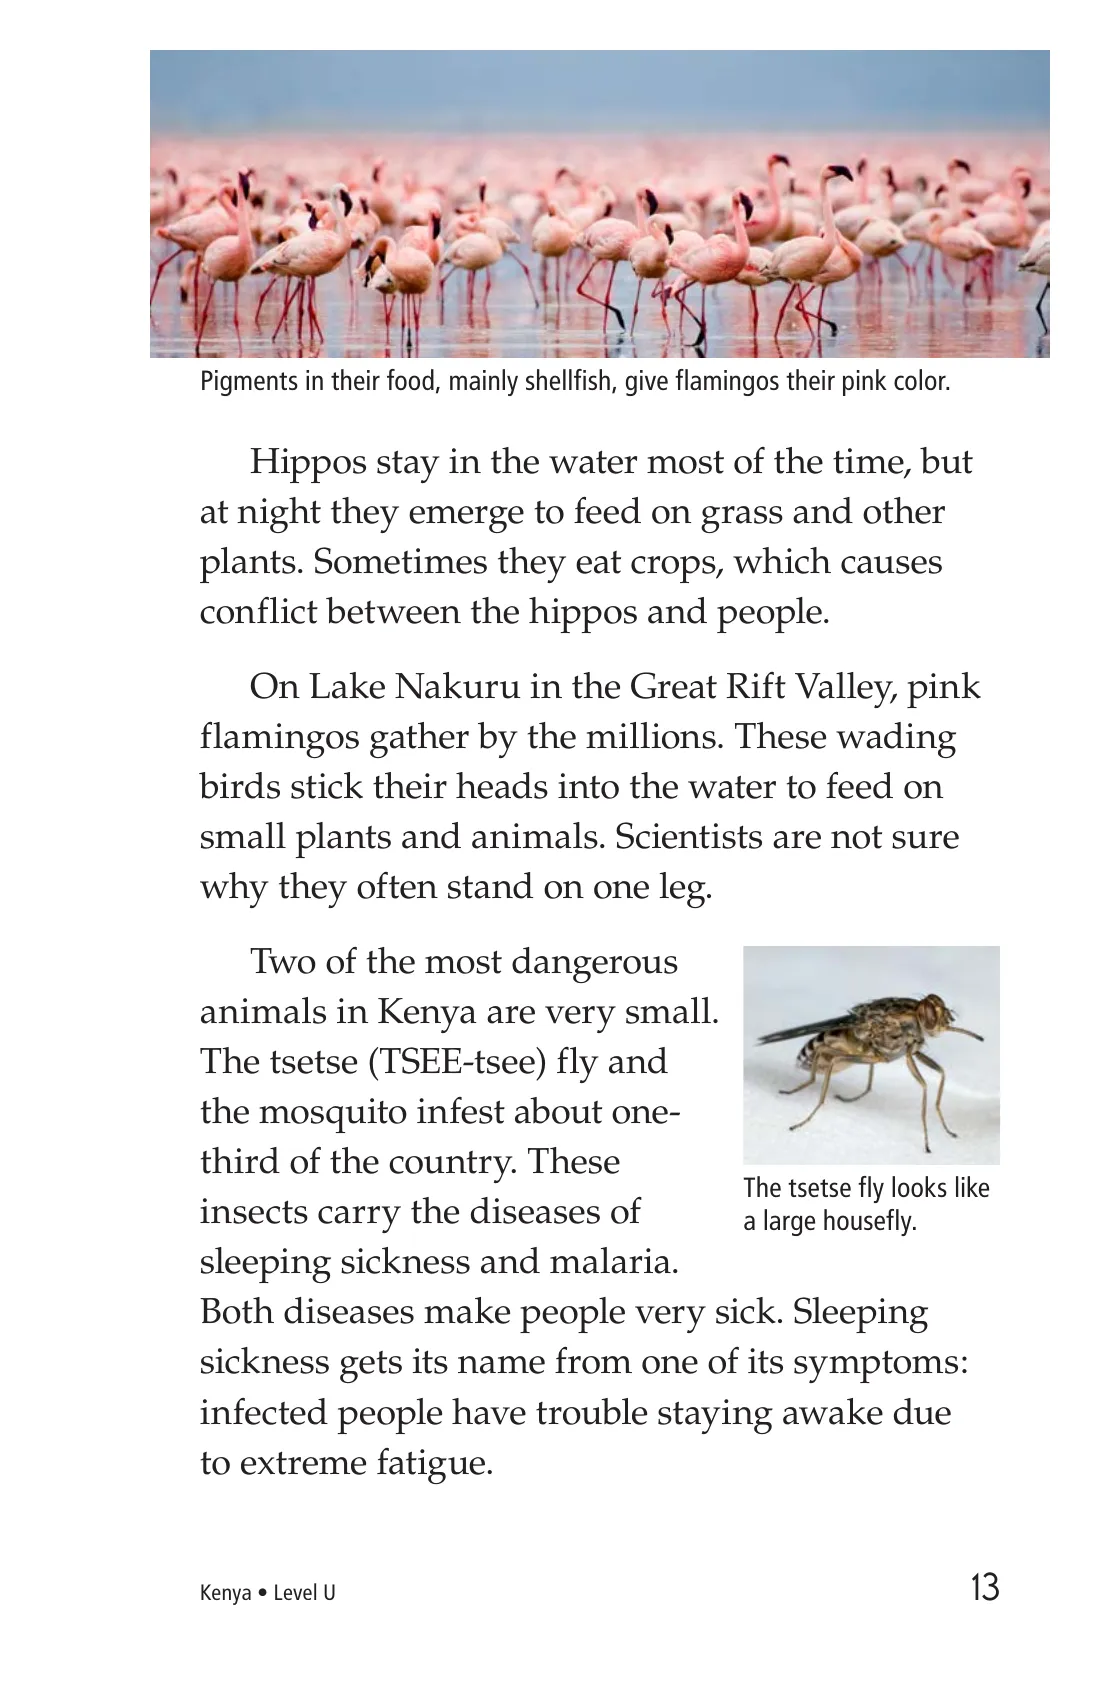 Pigments in their food, mainly shellfish, give flamingos their pink color.
Hippos stay in the water most of the time, but
at night they emerge to feed on grass and other
plants. Sometimes they eat crops, which causes
conflict between the hippos and people.
On Lake Nakuru in the Great Rift Valley, pink
flamingos gather by the millions. These wading
birds stick their heads into the water to feed on
small plants and animals. Scientists are not sure
why they often stand on one leg.
Two of the most dangerous
animals in Kenya are very small.
The tsetse (TSEE-tsee) fly and
the mosquito infest about one-
third of the country. These
insects carry the diseases of
sleeping sickness and malaria.
Both diseases make people very sick. Sleeping
sickness gets its name from one of its symptoms:
infected people have trouble staying awake due
to extreme fatigue.
The tsetse fly looks like
a large housefly.
Kenya • Level U
13